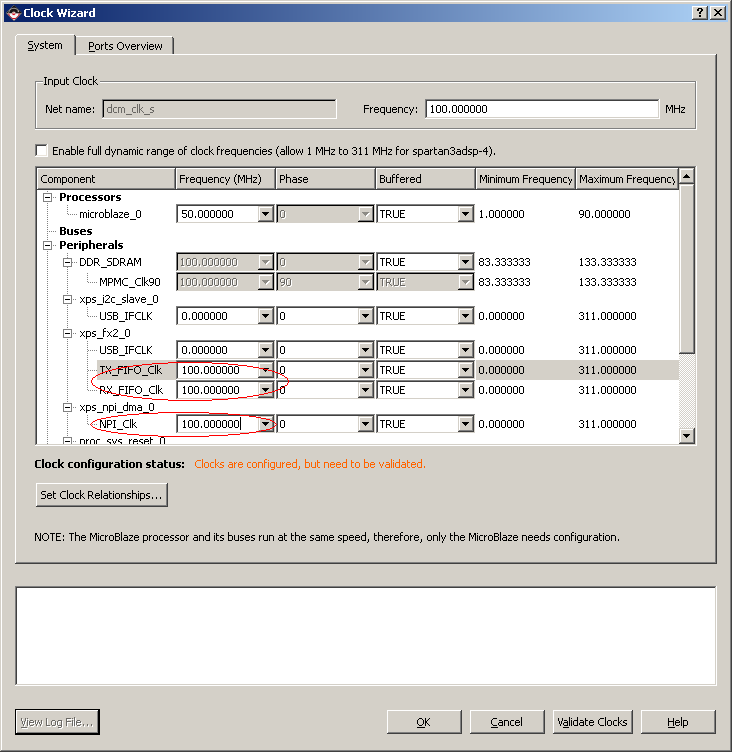 Clock Wizard
System Ports Overview
Input Clock
Net name: dcm_clk_s Frequency: 100.000000 MHz
Enable full dynamic range of clock frequencies (allow 1 MHz to 311 MHz for spartan3adsp-4).
Component Frequency (MHz) Phase Buffered Minimum Frequency Maximum Frequency
Processors
microblaze_0 50.000000 0 TRUE 1.000000 90.000000
Buses
Peripherals
DDR_SDRAM 100.000000 0 TRUE 83.333333 133.333333
MPMC_Clk90 100.000000 90 TRUE 83.333333 133.333333
xps_i2c_slave_0
USB_IFCLK 0.000000 0 TRUE 0.000000 311.000000
xps_fx2_0
USB_IFCLK 0.000000 0 TRUE 0.000000 311.000000
TX_FIFO_Clk 100.000000 0 TRUE 0.000000 311.000000
RX_FIFO_Clk 100.000000 0 TRUE 0.000000 311.000000
xps_npi_dma_0
NPI_Clk 100.000000 0 TRUE 0.000000 311.000000
proc_sys_reset_0
Clock configuration status: Clocks are configured, but need to be validated.
Set Clock Relationships...
NOTE: The MicroBlaze processor and its buses run at the same speed, therefore, only the MicroBlaze needs configuration.
View Log File... OK Cancel Validate Clocks Help